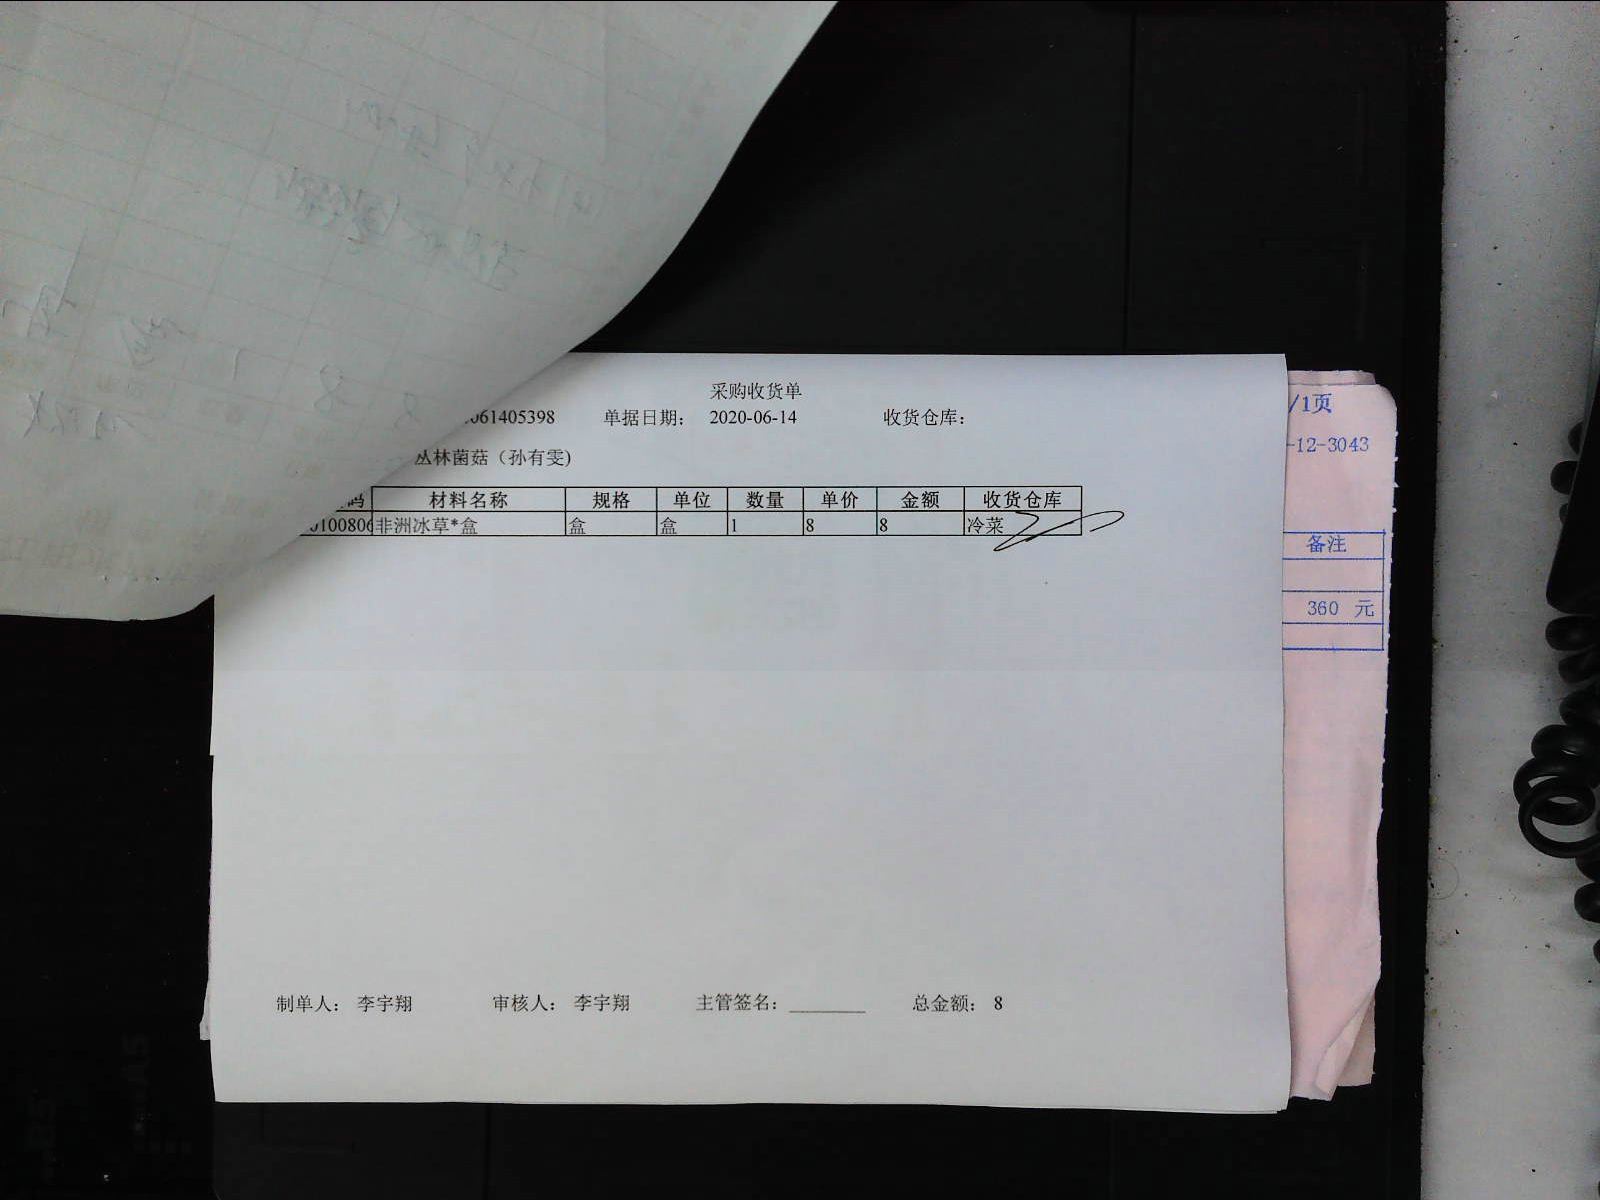 采购收货单
061405398 单据日期： 2020-06-14 收货仓库：
丛林菌菇（孙有雯)
码 材料名称 规格 单位 数量 单价 金额 收货仓库
0100806 非洲冰草*盒 盒 盒 1 8 8 冷菜
制单人： 李宇翔 审核人： 李宇翔 主管签名： 总金额： 8
/1页
-12-3043
备注
360 元